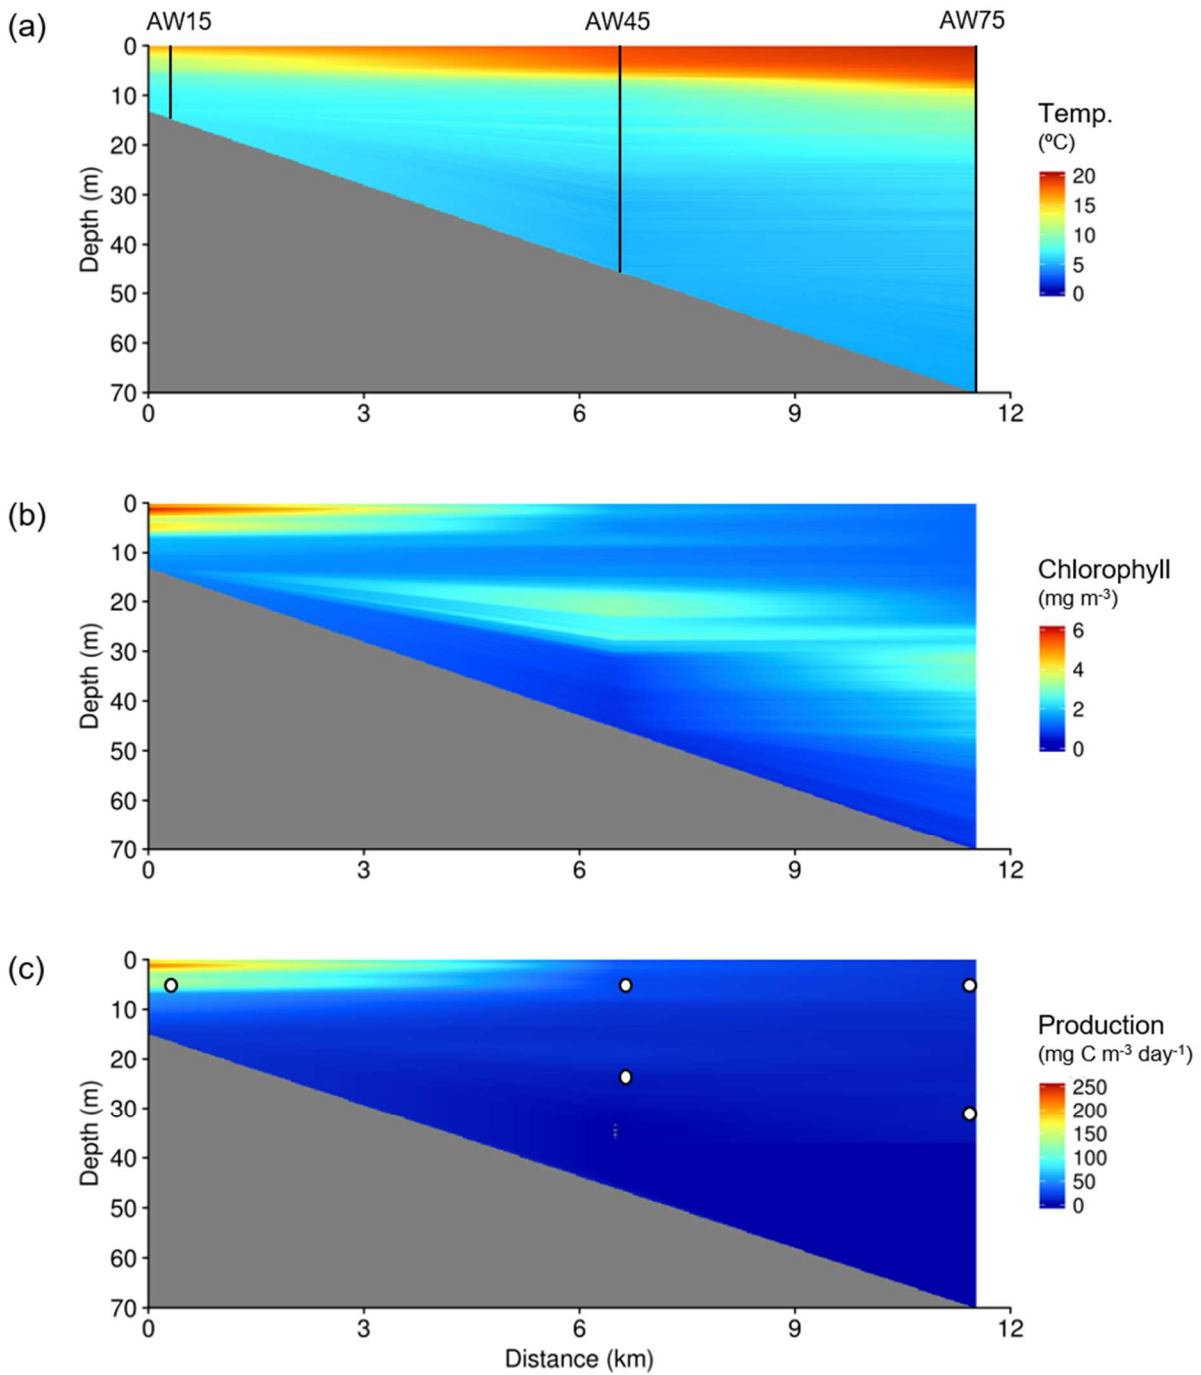 (a)
AW15 AW45 AW75
0
10
20
30
40
50
60
70
Depth (m)
0 3 6 9 12
Temp.
(ºC)
20
15
10
5
0
(b)
0
10
20
30
40
50
60
70
Depth (m)
0 3 6 9 12
Chlorophyll
(mg m-3)
6
4
2
0
(c)
0
10
20
30
40
50
60
70
Depth (m)
0 3 6 9 12
Distance (km)
Production
(mg C m-3 day-1)
250
200
150
100
50
0